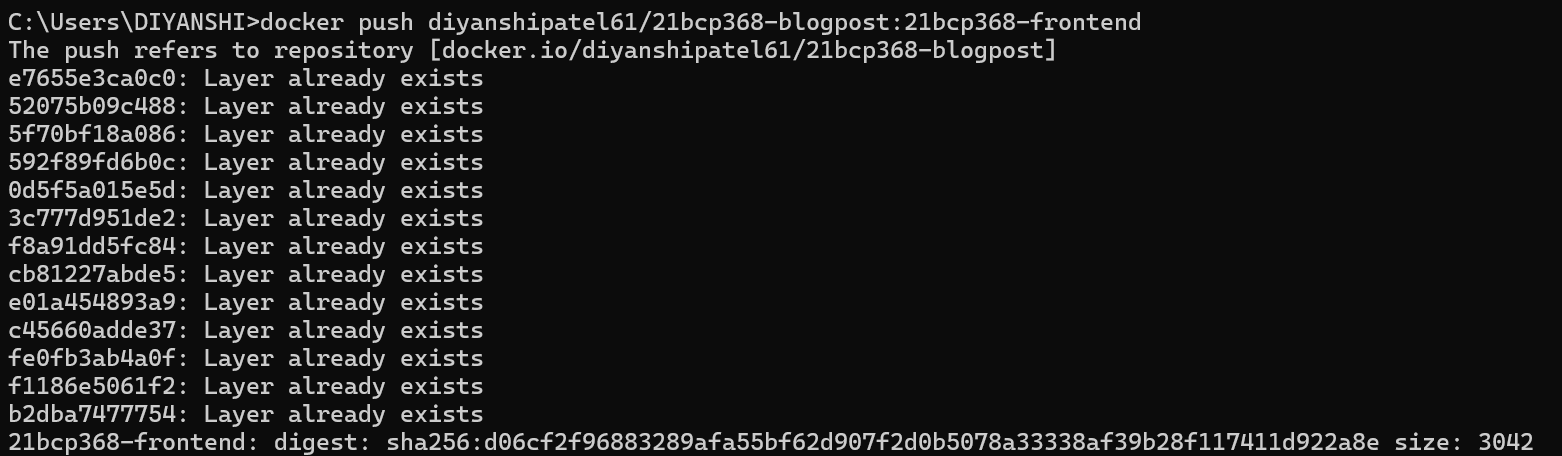 C:\Users\DIYANSHI>docker push diyanshipatel61/21bcp368-blogpost:21bcp368-frontend
The push refers to repository [docker.io/diyanshipatel61/21bcp368-blogpost]
e7655e3ca0c0: Layer already exists
52075b09c488: Layer already exists
5f70bf18a086: Layer already exists
592f89fd6b0c: Layer already exists
0d5f5a015e5d: Layer already exists
3c777d951de2: Layer already exists
f8a91dd5fc84: Layer already exists
cb81227abde5: Layer already exists
e01a454893a9: Layer already exists
c45660adde37: Layer already exists
fe0fb3ab4a0f: Layer already exists
f1186e5061f2: Layer already exists
b2dba7477754: Layer already exists
21bcp368-frontend: digest: sha256:d06cf2f96883289afa55bf62d907f2d0b5078a33338af39b28f117411d922a8e size: 3042